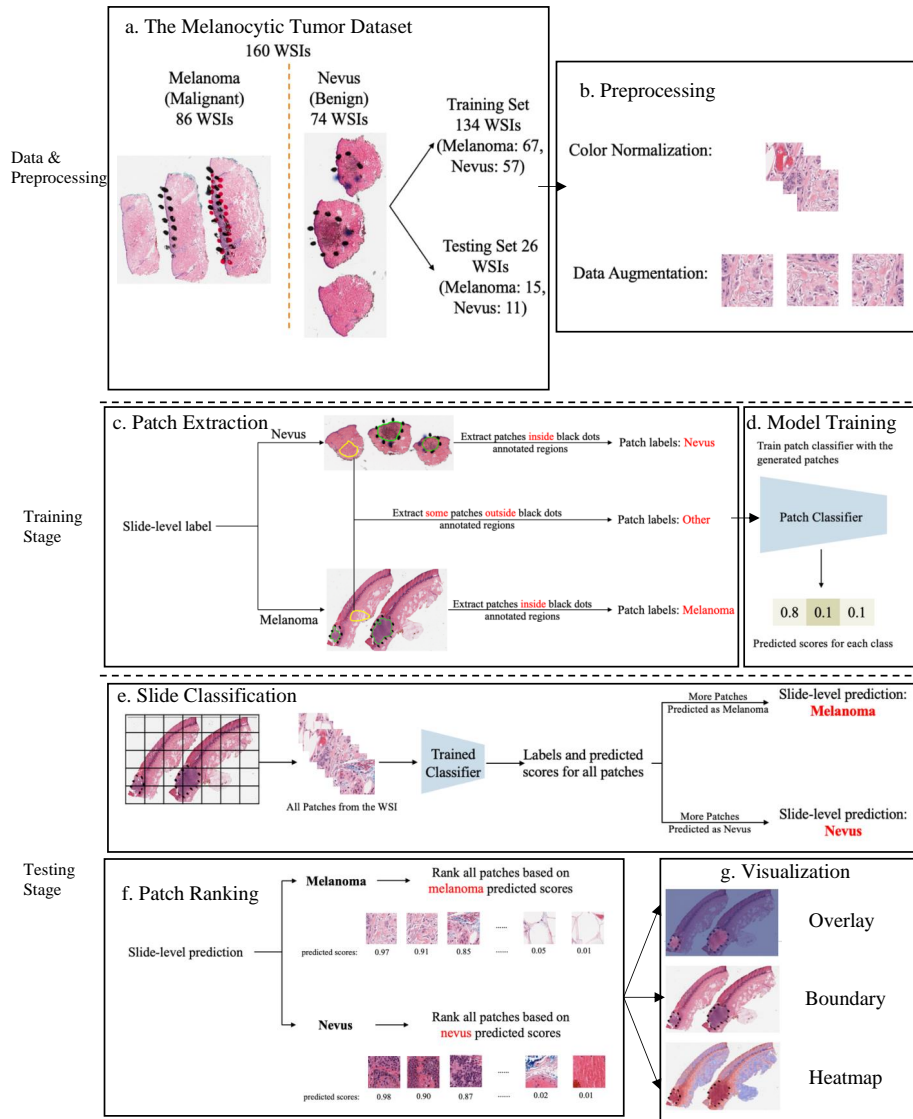 a. The Melanocytic Tumor Dataset
160 WSIs
Melanoma
(Malignant)
86 WSIs
Nevus
(Benign)
74 WSIs
Training Set
134 WSIs
(Melanoma: 67,
Nevus: 57)
Testing Set 26
WSIs
(Melanoma: 15,
Nevus: 11)
Data &
Preprocessing
b. Preprocessing
Color Normalization:
Data Augmentation:
c. Patch Extraction
Nevus
Extract patches inside black dots
annotated regions
Patch labels: Nevus
Training
Stage
Slide-level label
Extract some patches outside black dots
annotated regions
Patch labels: Other
Melanoma
Extract patches inside black dots
annotated regions
Patch labels: Melanoma
d. Model Training
Train patch classifier with the
generated patches
Patch Classifier
0.8 0.1 0.1
Predicted scores for each class
e. Slide Classification
All Patches from the WSI
Trained
Classifier
Labels and predicted
scores for all patches
More Patches
Predicted as Melanoma
Slide-level prediction:
Melanoma
More Patches
Predicted as Nevus
Slide-level prediction:
Nevus
Testing
Stage
f. Patch Ranking
Slide-level prediction
Melanoma
Rank all patches based on
melanoma predicted scores
......
predicted scores: 0.97 0.91 0.85 ...... 0.05 0.01
Nevus
Rank all patches based on
nevus predicted scores
......
predicted scores: 0.98 0.90 0.87 ...... 0.02 0.01
g. Visualization
Overlay
Boundary
Heatmap